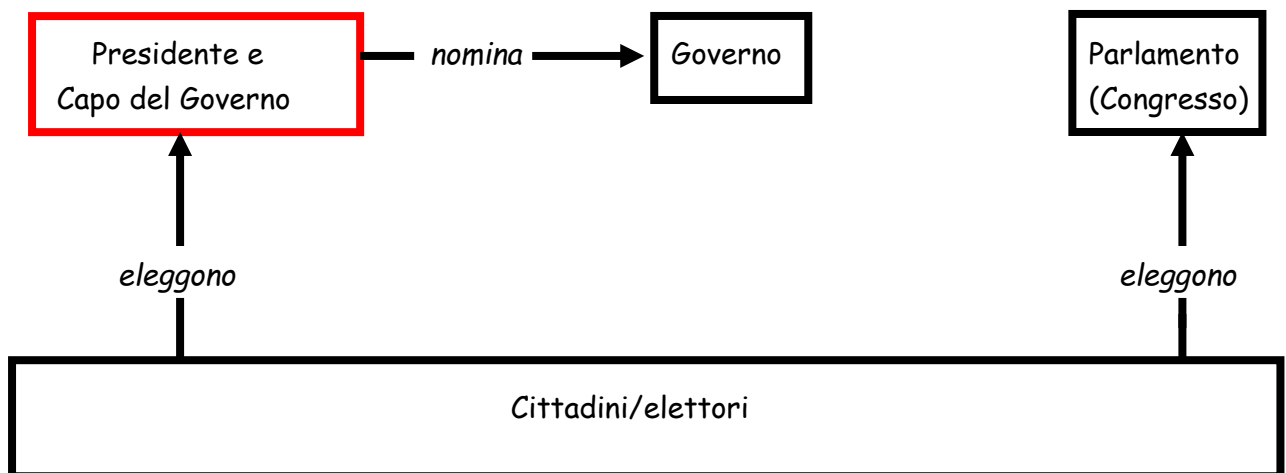 Presidente e
Capo del Governo
nomina
Governo
Parlamento
(Congresso)
eleggono
eleggono
Cittadini/elettori